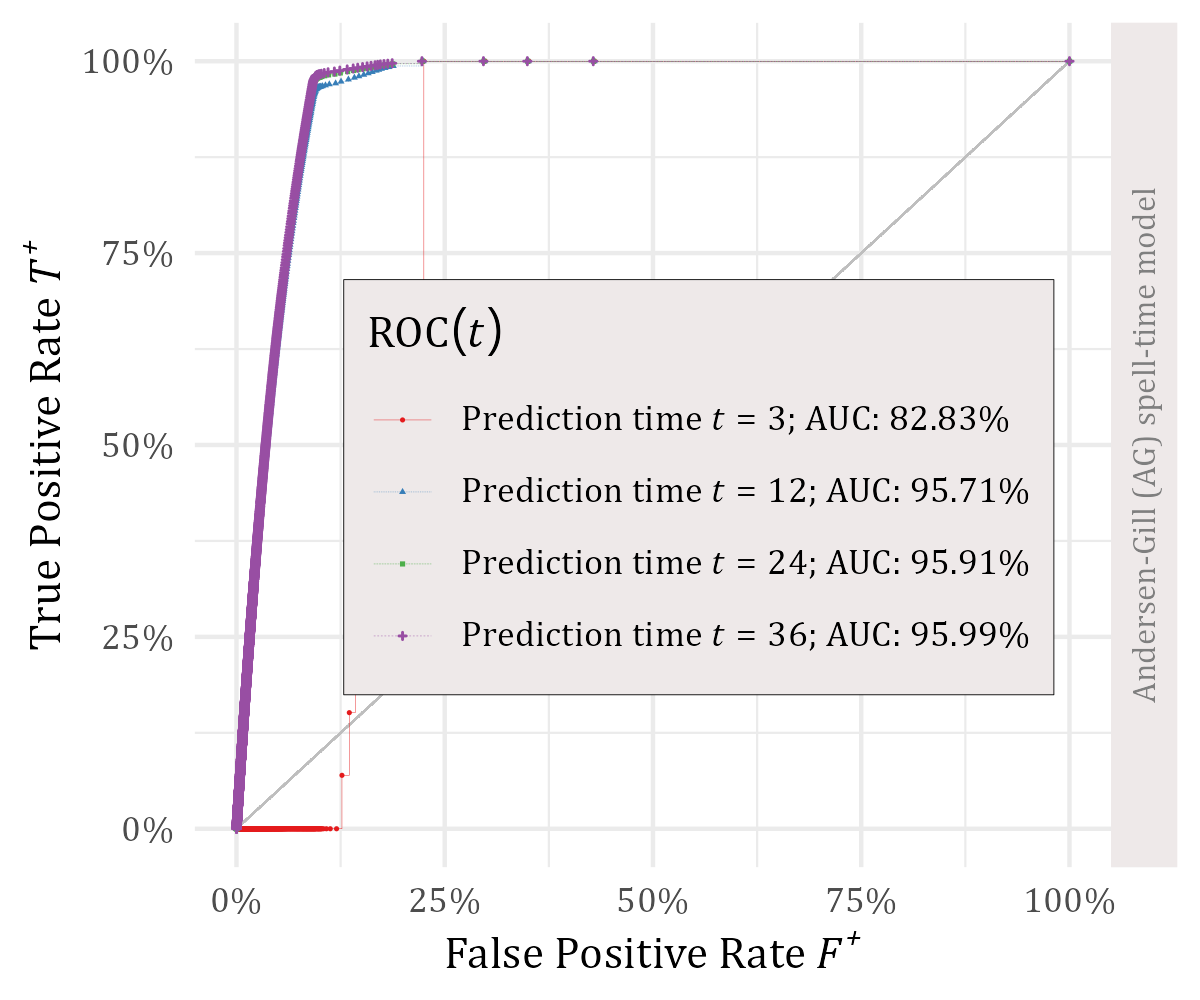 100%
75%
50%
25%
0%
True Positive Rate T⁺
ROC(t)
Prediction time t = 3; AUC: 82.83%
Prediction time t = 12; AUC: 95.71%
Prediction time t = 24; AUC: 95.91%
Prediction time t = 36; AUC: 95.99%
Andersen-Gill (AG) spell-time model
0% 25% 50% 75% 100%
False Positive Rate F⁺